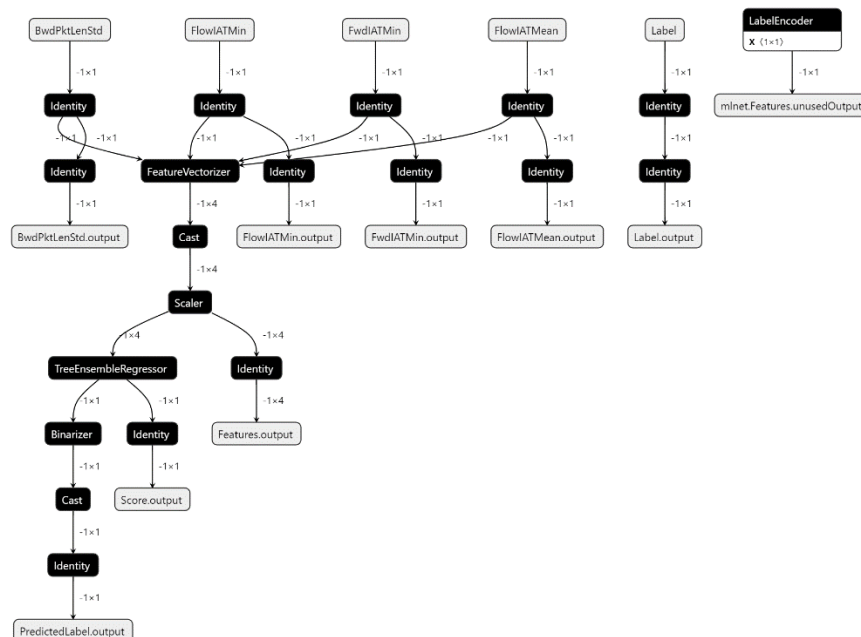 BwdPktLenStd FlowIATMin FwdIATMin FlowIATMean Label LabelEncoder
X ⟨1×1⟩
-1×1 -1×1 -1×1 -1×1 -1×1 -1×1
Identity Identity Identity Identity Identity mlnet.Features.unusedOutput
-1×1 -1×1 -1×1 -1×1 -1×1 -1×1 -1×1 -1×1 -1×1
Identity FeatureVectorizer Identity Identity Identity Identity
-1×1 -1×4 -1×1 -1×1 -1×1 -1×1
BwdPktLenStd.output Cast FlowIATMin.output FwdIATMin.output FlowIATMean.output Label.output
-1×4
Scaler
-1×4 -1×4
TreeEnsembleRegressor Identity
-1×1 -1×1 -1×4
Binarizer Identity Features.output
-1×1 -1×1
Cast Score.output
-1×1
Identity
-1×1
PredictedLabel.output